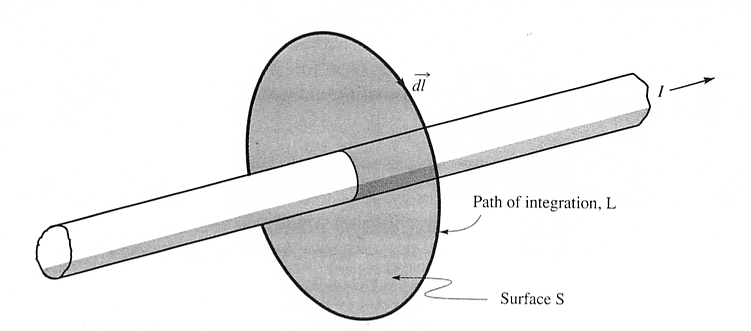 dl
I
Path of integration, L
Surface S